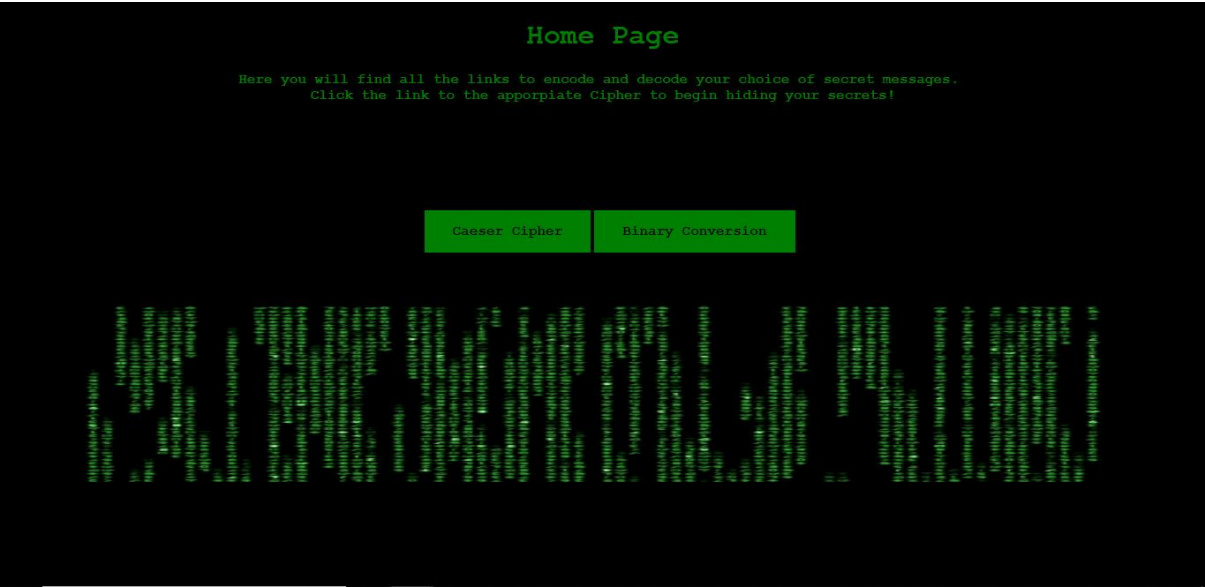 Home Page
Here you will find all the links to encode and decode your choice of secret messages.
Click the link to the apporpiate Cipher to begin hiding your secrets!
Caeser Cipher Binary Conversion